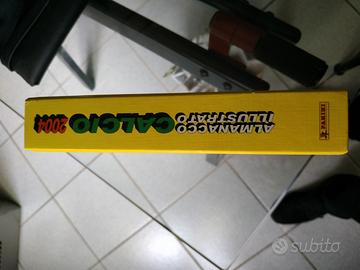 ALMANACCO
ILLUSTRATO
CALCIO
2004
PANINI
subito